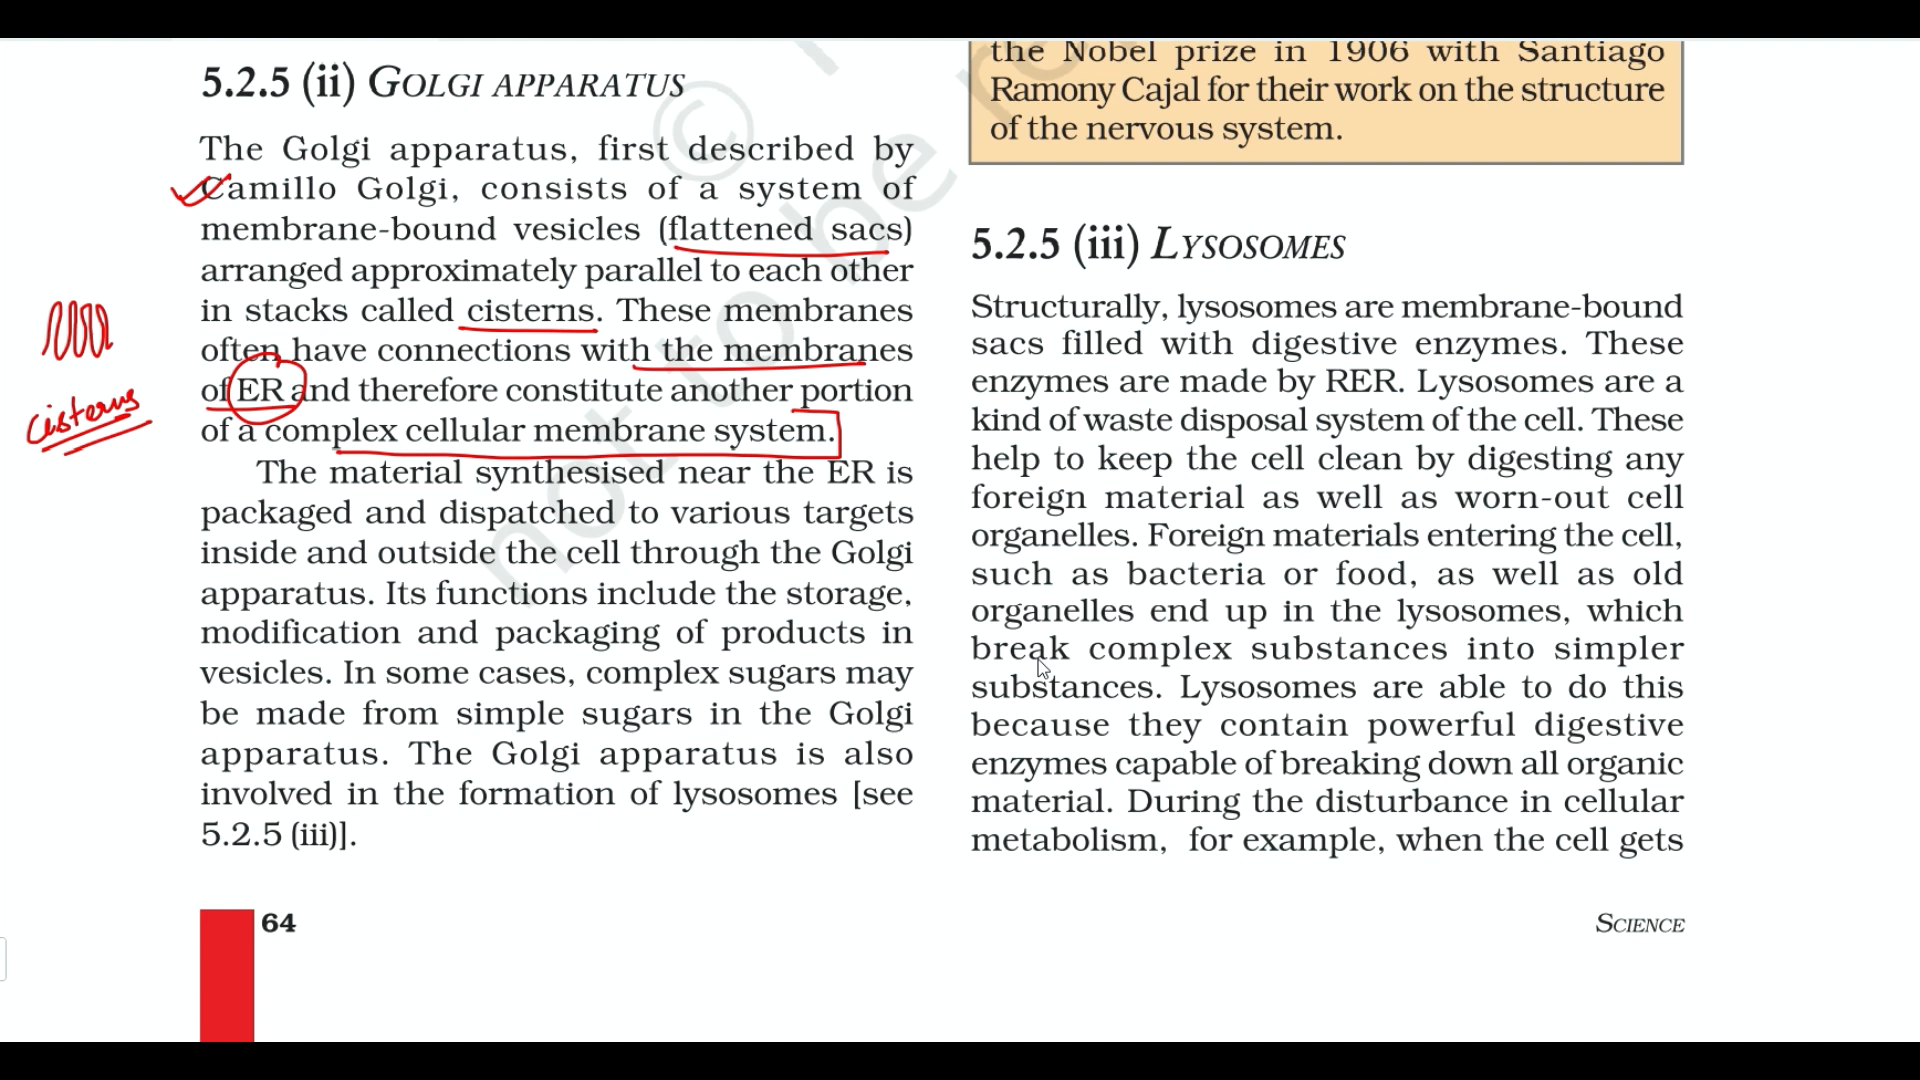 5.2.5 (ii) GOLGI APPARATUS
The Golgi apparatus, first described by
Camillo Golgi, consists of a system of
membrane-bound vesicles (flattened sacs)
arranged approximately parallel to each other
in stacks called cisterns. These membranes
often have connections with the membranes
of ER and therefore constitute another portion
of a complex cellular membrane system.
The material synthesised near the ER is
packaged and dispatched to various targets
inside and outside the cell through the Golgi
apparatus. Its functions include the storage,
modification and packaging of products in
vesicles. In some cases, complex sugars may
be made from simple sugars in the Golgi
apparatus. The Golgi apparatus is also
involved in the formation of lysosomes [see
5.2.5 (iii)].
cisterns
the Nobel prize in 1906 with Santiago
Ramony Cajal for their work on the structure
of the nervous system.
5.2.5 (iii) LYSOSOMES
Structurally, lysosomes are membrane-bound
sacs filled with digestive enzymes. These
enzymes are made by RER. Lysosomes are a
kind of waste disposal system of the cell. These
help to keep the cell clean by digesting any
foreign material as well as worn-out cell
organelles. Foreign materials entering the cell,
such as bacteria or food, as well as old
organelles end up in the lysosomes, which
break complex substances into simpler
substances. Lysosomes are able to do this
because they contain powerful digestive
enzymes capable of breaking down all organic
material. During the disturbance in cellular
metabolism, for example, when the cell gets
64
SCIENCE
©
not to be re